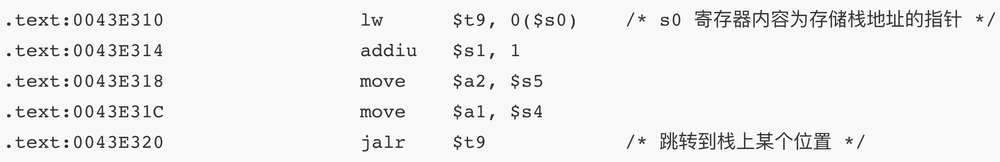 .text:0043E310 lw $t9, 0($s0) /* s0 寄存器内容为存储栈地址的指针 */
.text:0043E314 addiu $s1, 1
.text:0043E318 move $a2, $s5
.text:0043E31C move $a1, $s4
.text:0043E320 jalr $t9 /* 跳转到栈上某个位置 */